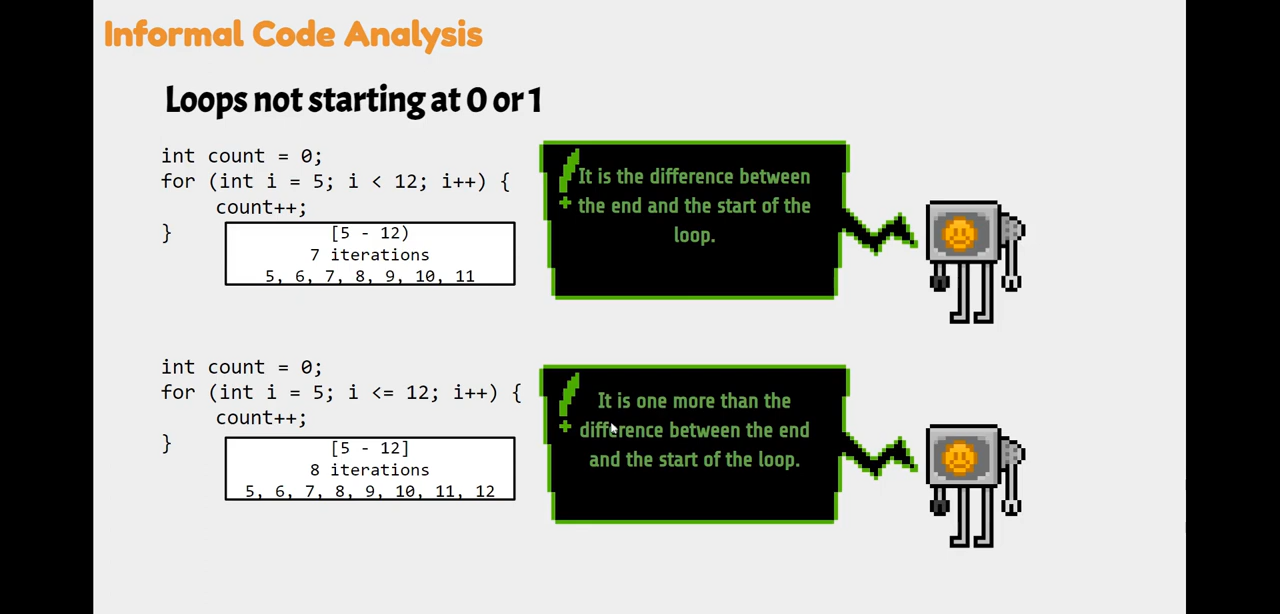 Informal Code Analysis
Loops not starting at 0 or 1
int count = 0;
for (int i = 5; i < 12; i++) {
count++;
}
[5 - 12)
7 iterations
5, 6, 7, 8, 9, 10, 11
It is the difference between
the end and the start of the
loop.
int count = 0;
for (int i = 5; i <= 12; i++) {
count++;
}
[5 - 12]
8 iterations
5, 6, 7, 8, 9, 10, 11, 12
It is one more than the
difference between the end
and the start of the loop.